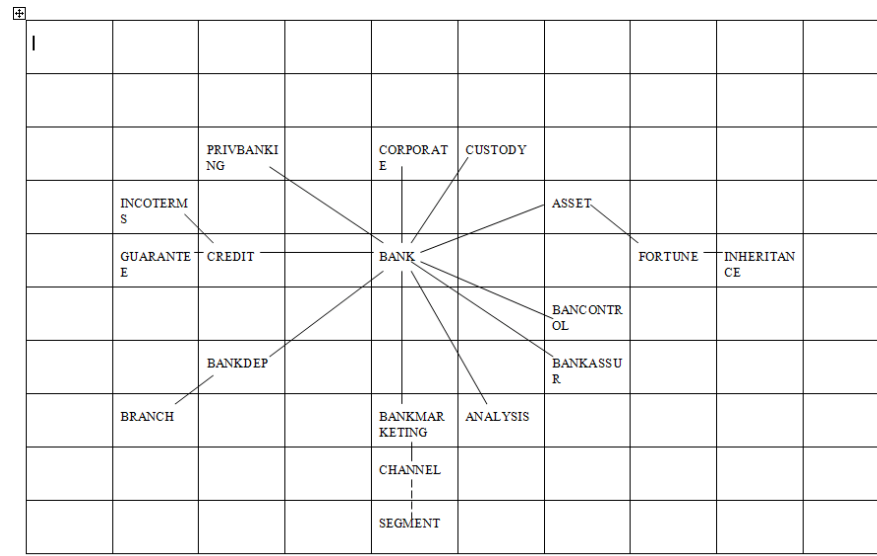 PRIVBANKI
NG
CORPORAT
E
CUSTODY
INCOTERM
S
ASSET
GUARANTE
E
CREDIT
BANK
FORTUNE
INHERITAN
CE
BANCONTR
OL
BANKDEP
BANKASSU
R
BRANCH
BANKMAR
KETING
ANALYSIS
CHANNEL
SEGMENT